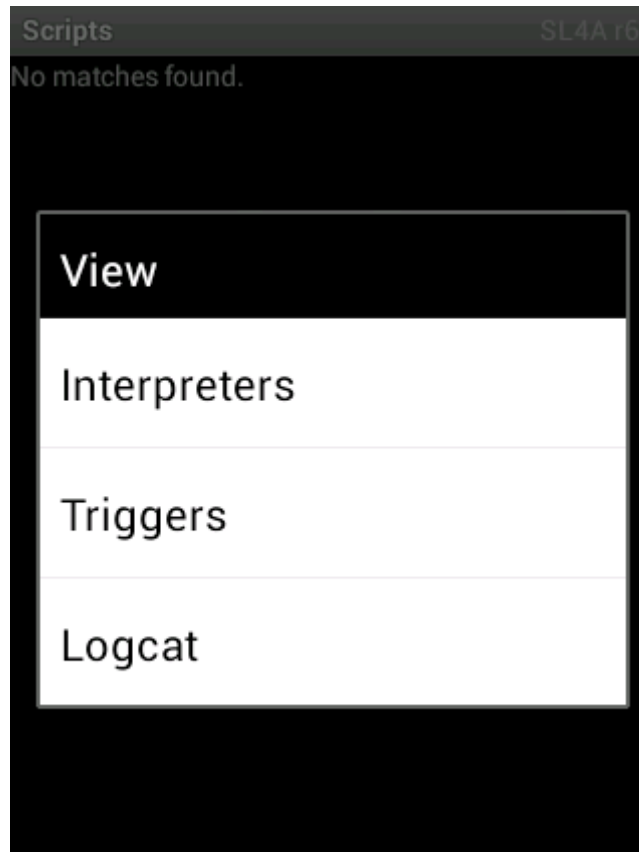 Scripts SL4A r6
No matches found.
View
Interpreters
Triggers
Logcat